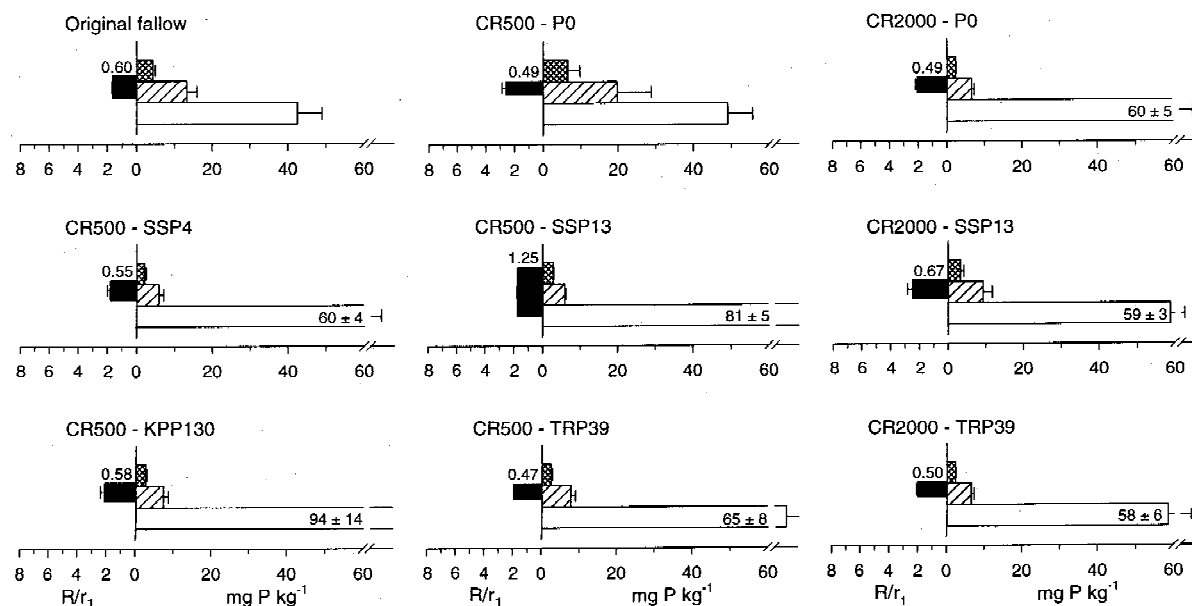 Original fallow
CR500 - P0
CR2000 - P0
0.60
0.49
0.49
60 ± 5
8 6 4 2 0 20 40 60
8 6 4 2 0 20 40 60
8 6 4 2 0 20 40 60
CR500 - SSP4
CR500 - SSP13
CR2000 - SSP13
0.55
1.25
0.67
60 ± 4
81 ± 5
59 ± 3
8 6 4 2 0 20 40 60
8 6 4 2 0 20 40 60
8 6 4 2 0 20 40 60
CR500 - KPP130
CR500 - TRP39
CR2000 - TRP39
0.58
0.47
0.50
94 ± 14
65 ± 8
58 ± 6
8 6 4 2 0 20 40 60
8 6 4 2 0 20 40 60
8 6 4 2 0 20 40 60
R/r₁ mg P kg⁻¹
R/r₁ mg P kg⁻¹
R/r₁ mg P kg⁻¹